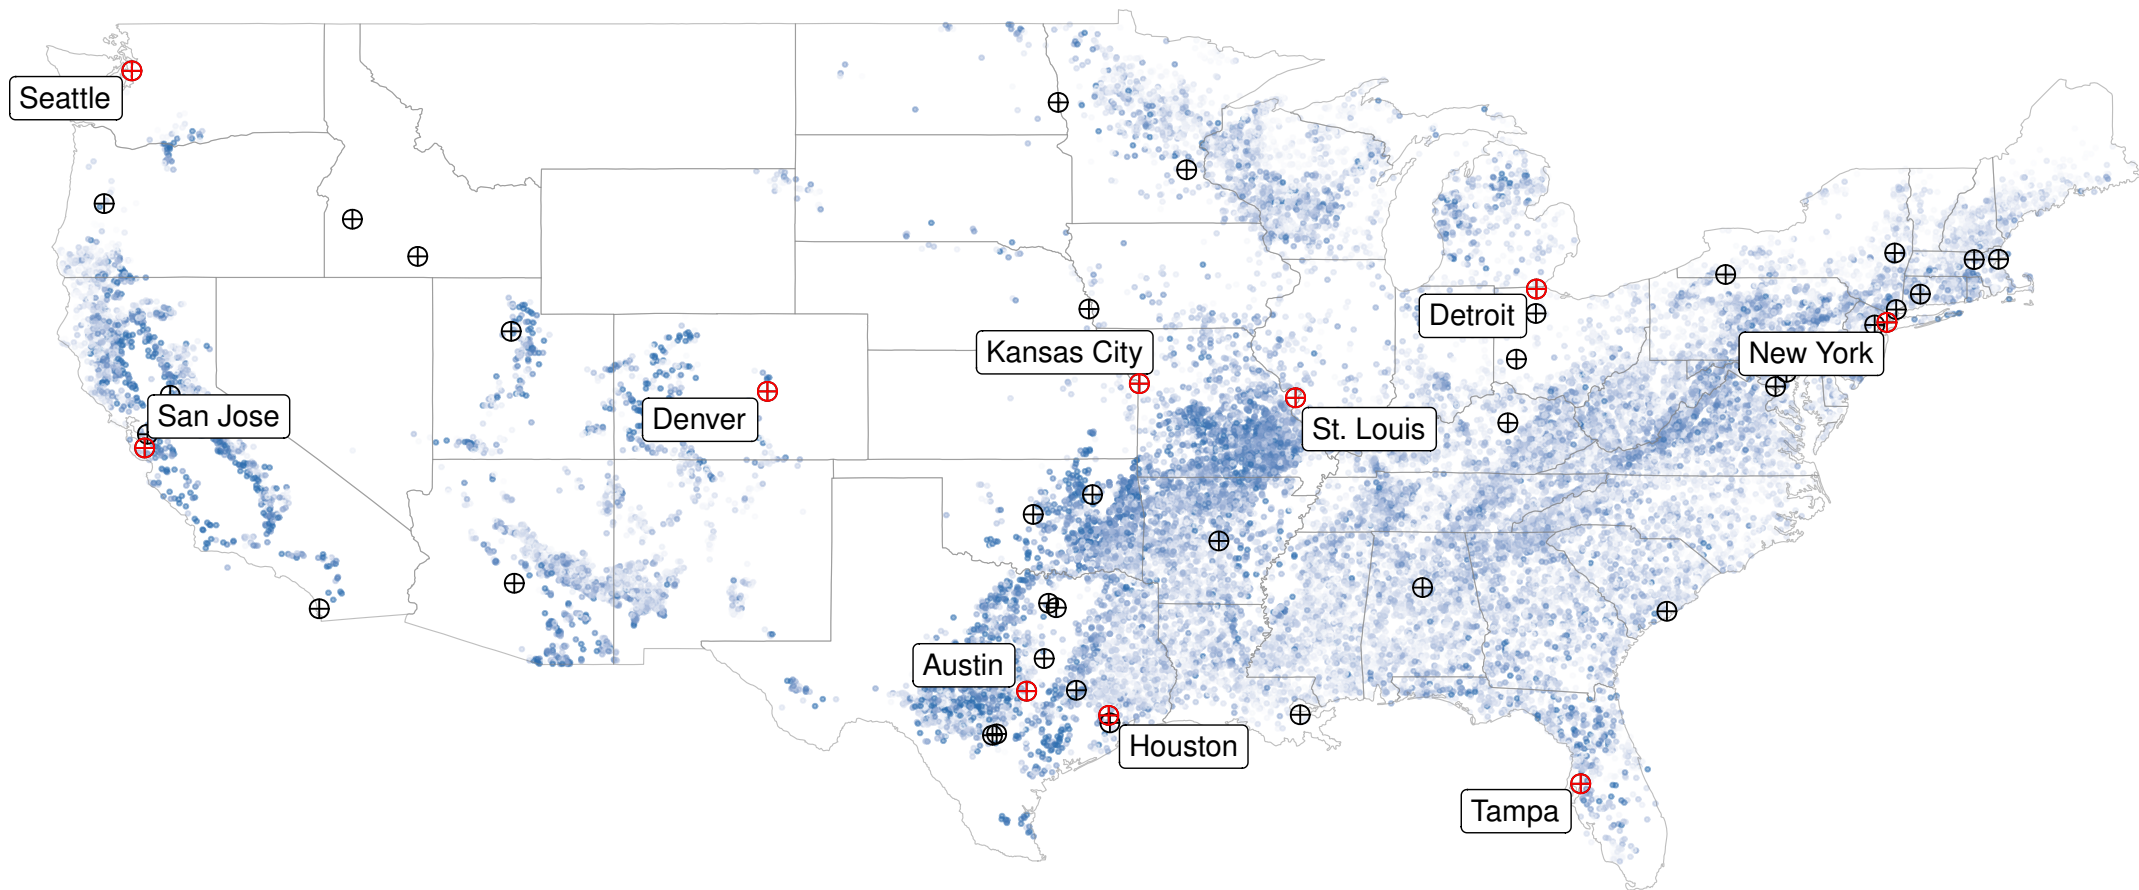 Seattle
Detroit
Kansas City
New York
San Jose
Denver
St. Louis
Austin
Houston
Tampa